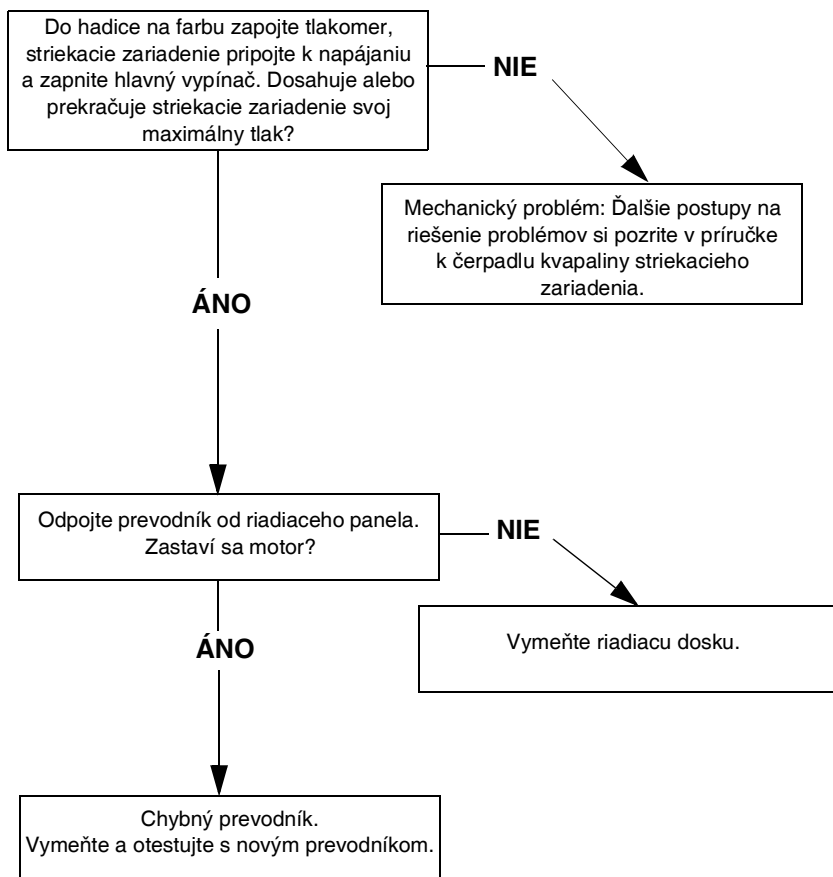 Do hadice na farbu zapojte tlakomer,
striekacie zariadenie pripojte k napájaniu
a zapnite hlavný vypínač. Dosahuje alebo
prekračuje striekacie zariadenie svoj
maximálny tlak?
NIE
Mechanický problém: Ďalšie postupy na
riešenie problémov si pozrite v príručke
k čerpadlu kvapaliny striekacieho
zariadenia.
ÁNO
Odpojte prevodník od riadiaceho panela.
Zastaví sa motor?
NIE
Vymeňte riadiacu dosku.
ÁNO
Chybný prevodník.
Vymeňte a otestujte s novým prevodníkom.